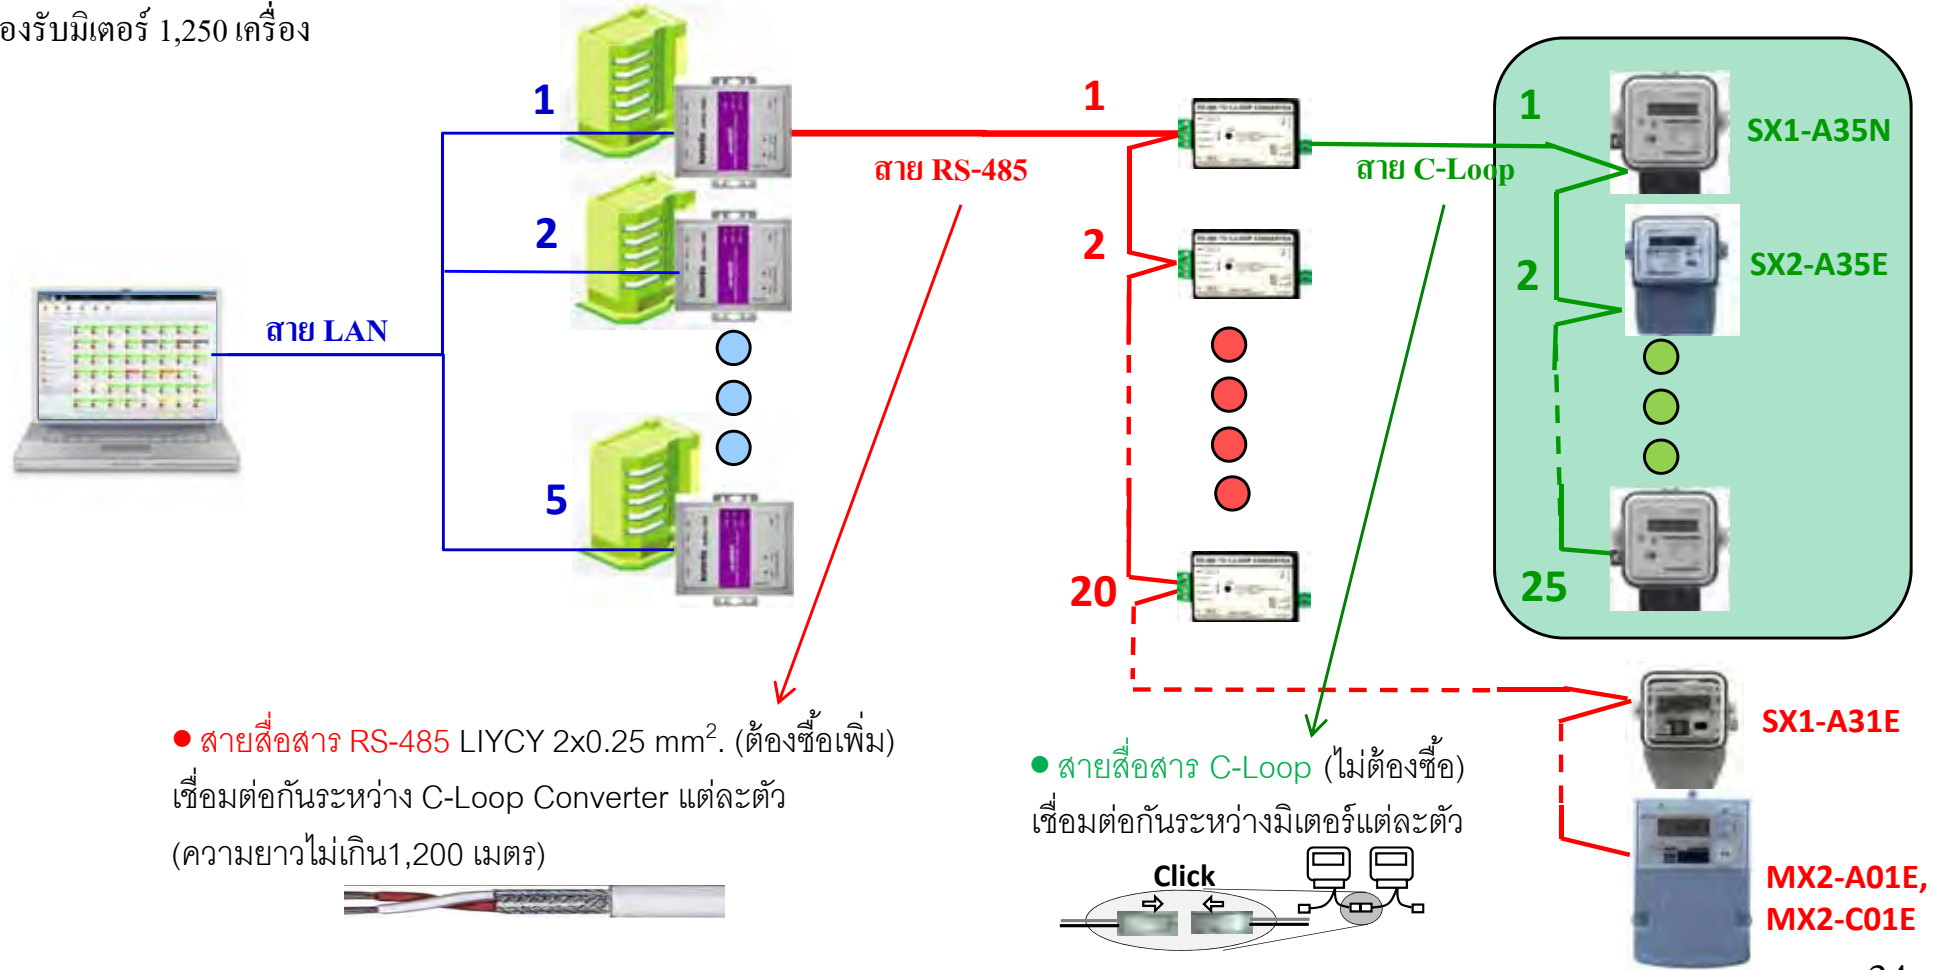 องรับมิเตอร์ 1,250 เครื่อง
1
2
5
สาย LAN
สาย RS-485
1
2
20
สาย C-Loop
1
SX1-A35N
2
SX2-A35E
25
SX1-A31E
MX2-A01E,
MX2-C01E
● สายสื่อสาร RS-485 LIYCY 2x0.25 mm². (ต้องซื้อเพิ่ม)
เชื่อมต่อกันระหว่าง C-Loop Converter แต่ละตัว
(ความยาวไม่เกิน1,200 เมตร)
● สายสื่อสาร C-Loop (ไม่ต้องซื้อ)
เชื่อมต่อกันระหว่างมิเตอร์แต่ละตัว
Click